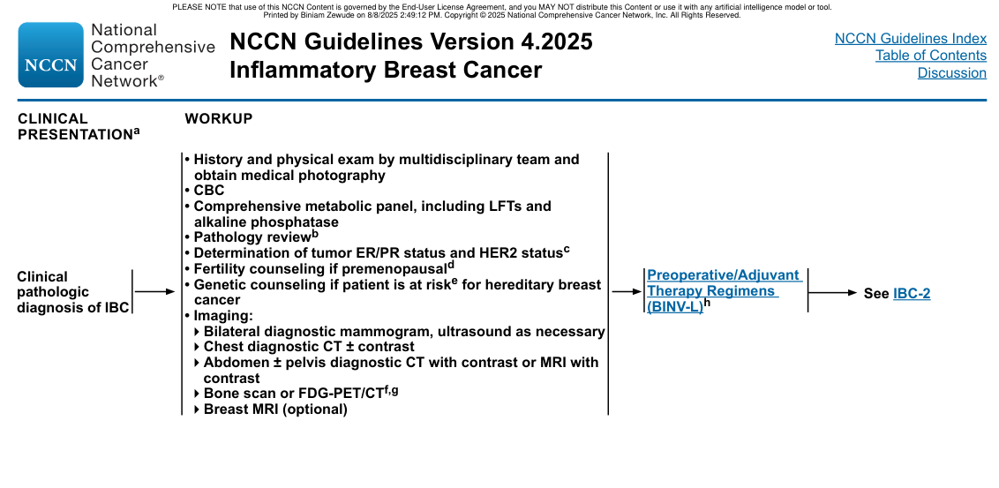 PLEASE NOTE that use of this NCCN Content is governed by the End-User License Agreement, and you MAY NOT distribute this Content or use it with any artificial intelligence model or tool.
Printed by Biniam Zewude on 8/8/2025 2:49:12 PM. Copyright © 2025 National Comprehensive Cancer Network, Inc. All Rights Reserved.
NCCN
National
Comprehensive
Cancer
Network®
NCCN Guidelines Version 4.2025
Inflammatory Breast Cancer
NCCN Guidelines Index
Table of Contents
Discussion
CLINICAL
PRESENTATIONa
WORKUP
Clinical
pathologic
diagnosis of IBC
• History and physical exam by multidisciplinary team and
obtain medical photography
• CBC
• Comprehensive metabolic panel, including LFTs and
alkaline phosphatase
• Pathology reviewb
• Determination of tumor ER/PR status and HER2 statusc
• Fertility counseling if premenopausald
• Genetic counseling if patient is at riske for hereditary breast
cancer
• Imaging:
Bilateral diagnostic mammogram, ultrasound as necessary
Chest diagnostic CT ± contrast
Abdomen ± pelvis diagnostic CT with contrast or MRI with
contrast
Bone scan or FDG-PET/CTf,g
Breast MRI (optional)
Preoperative/Adjuvant
Therapy Regimens
(BINV-L)h
See IBC-2